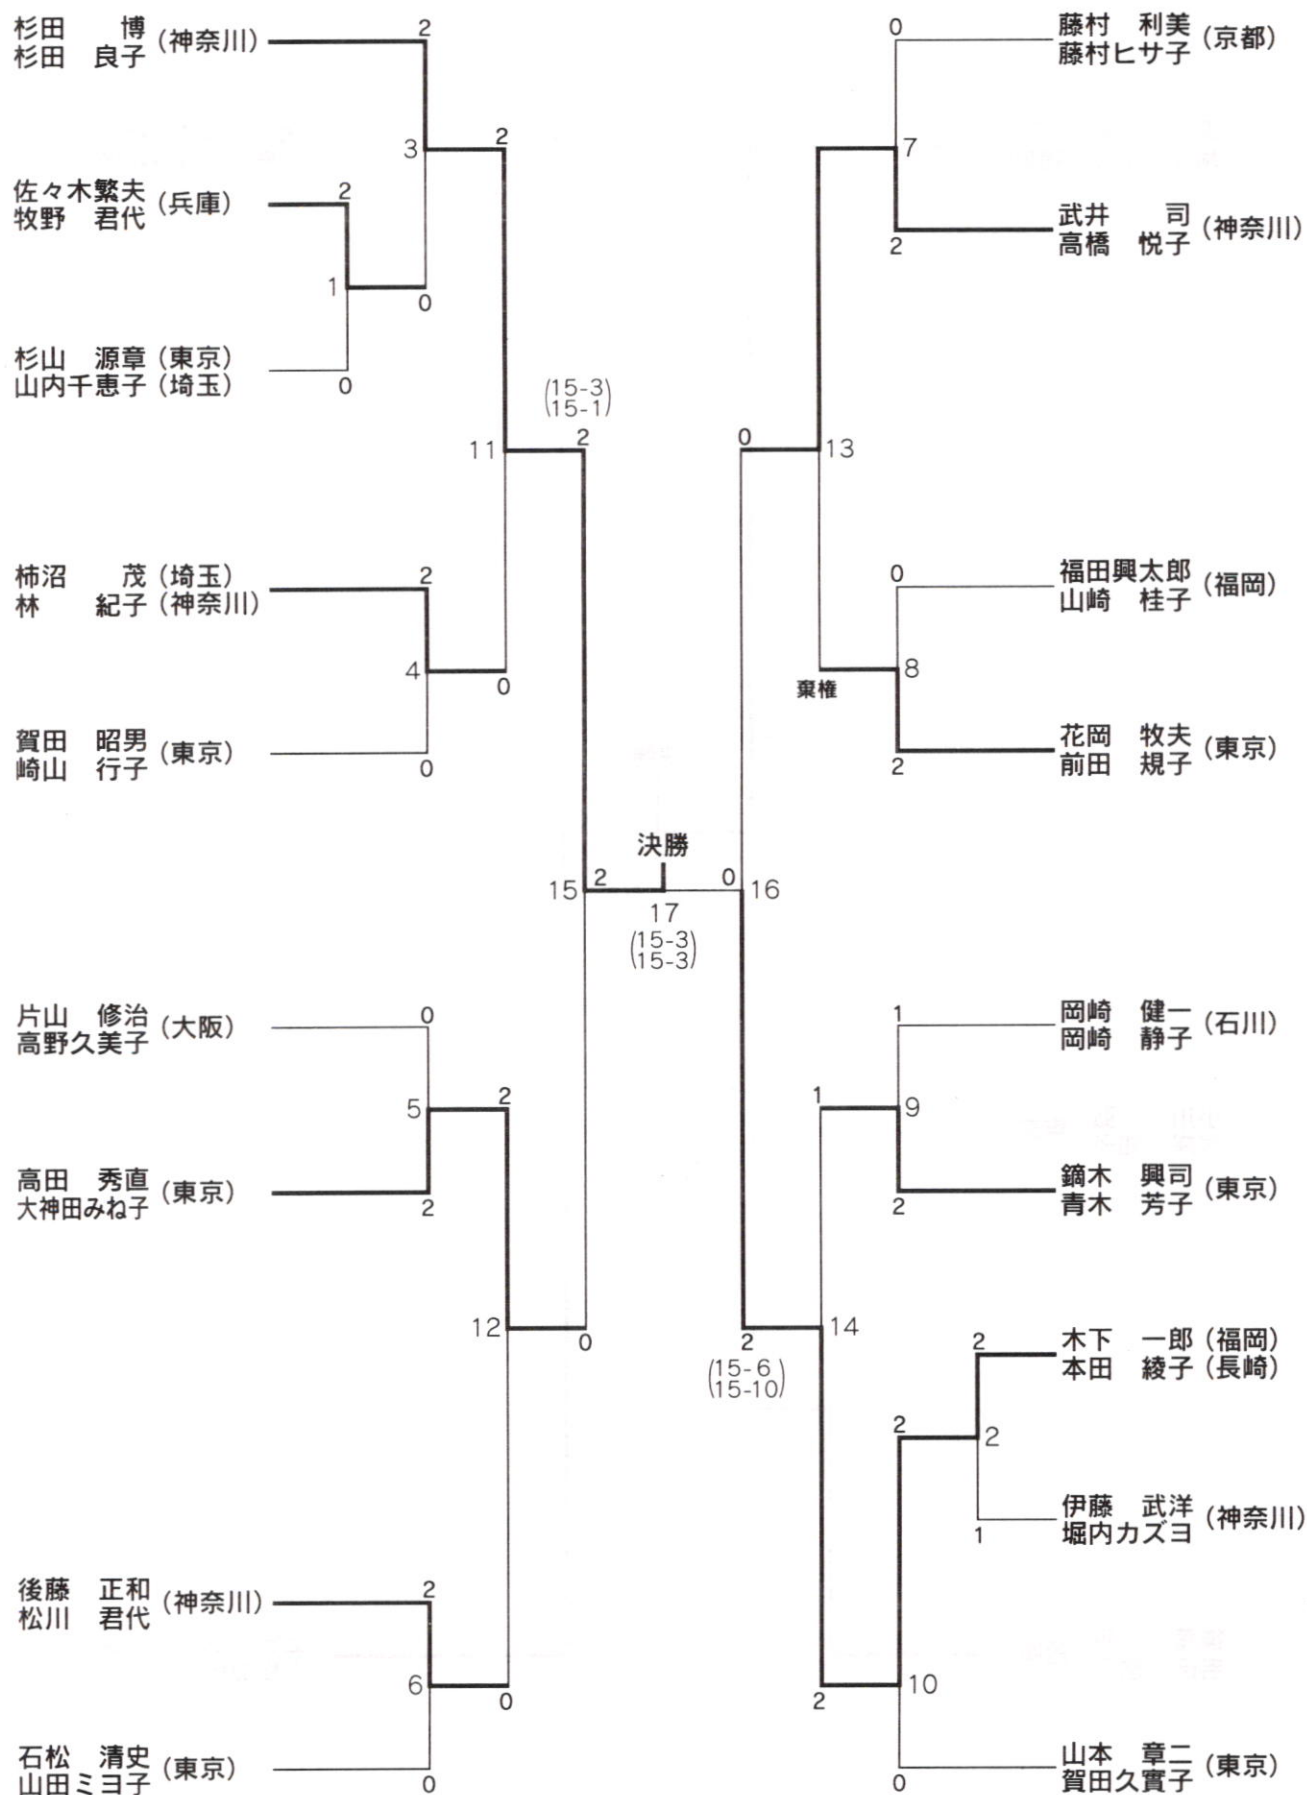 杉田　　博（神奈川）
杉田　良子
2
3
2
佐々木繁夫（兵庫）
牧野　君代
2
1
0
杉山　源章（東京）
山内千恵子（埼玉）
0
11
(15-3)
(15-1)
2
柿沼　　茂（埼玉）
林　　紀子（神奈川）
2
4
0
賀田　昭男（東京）
崎山　行子
0
15
2
片山　修治（大阪）
高野久美子
0
5
2
高田　秀直（東京）
大神田みね子
2
12
0
後藤　正和（神奈川）
松川　君代
2
6
0
石松　清史（東京）
山田ミヨ子
0
決勝
17
(15-3)
(15-3)
藤村　利美（京都）
藤村ヒサ子
0
7
武井　　司（神奈川）
高橋　悦子
2
0
13
福田興太郎（福岡）
山崎　桂子
0
8
棄権
花岡　牧夫（東京）
前田　規子
2
0
16
岡崎　健一（石川）
岡崎　静子
1
1
9
鏑木　興司（東京）
青木　芳子
2
2
(15-6)
(15-10)
14
木下　一郎（福岡）
本田　綾子（長崎）
2
2
2
伊藤　武洋（神奈川）
堀内カズヨ
1
2
10
山本　章二（東京）
賀田久實子
0